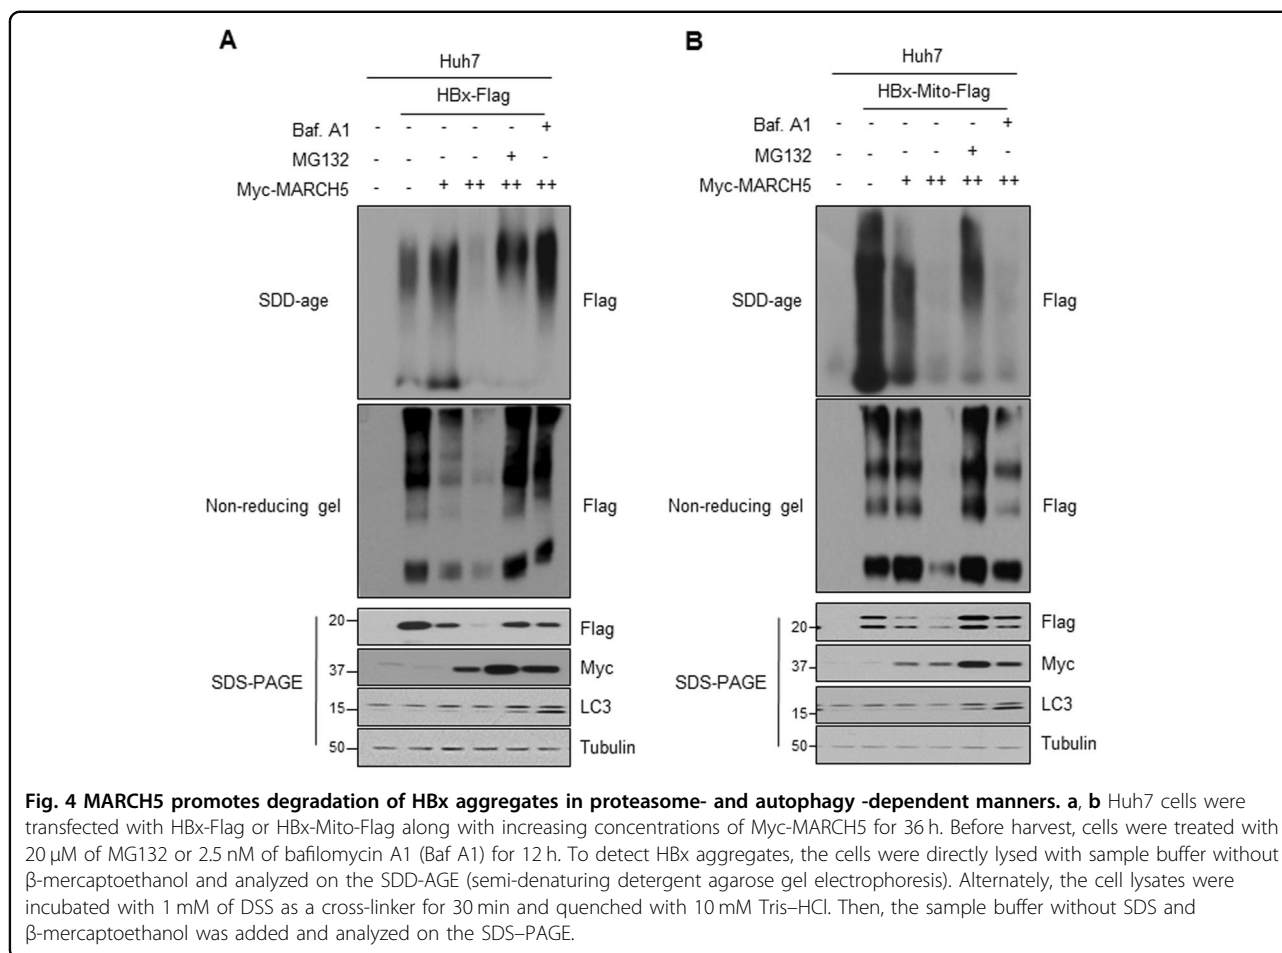 A
Huh7
HBx-Flag
Baf. A1 - - - - - +
MG132 - - - - + -
Myc-MARCH5 - - + ++ ++ ++
SDD-age
Flag
Non-reducing gel
Flag
SDS-PAGE
20
Flag
37
Myc
15
LC3
50
Tubulin
B
Huh7
HBx-Mito-Flag
Baf. A1 - - - - - +
MG132 - - - - + -
Myc-MARCH5 - - + ++ ++ ++
SDD-age
Flag
Non-reducing gel
Flag
SDS-PAGE
20
Flag
37
Myc
15
LC3
50
Tubulin
Fig. 4 MARCH5 promotes degradation of HBx aggregates in proteasome- and autophagy -dependent manners. a, b Huh7 cells were
transfected with HBx-Flag or HBx-Mito-Flag along with increasing concentrations of Myc-MARCH5 for 36 h. Before harvest, cells were treated with
20 µM of MG132 or 2.5 nM of bafilomycin A1 (Baf A1) for 12 h. To detect HBx aggregates, the cells were directly lysed with sample buffer without
β-mercaptoethanol and analyzed on the SDD-AGE (semi-denaturing detergent agarose gel electrophoresis). Alternately, the cell lysates were
incubated with 1 mM of DSS as a cross-linker for 30 min and quenched with 10 mM Tris–HCl. Then, the sample buffer without SDS and
β-mercaptoethanol was added and analyzed on the SDS–PAGE.